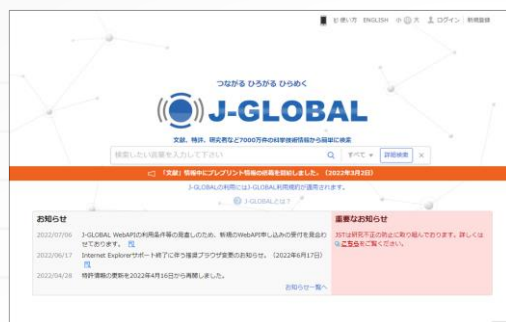 使い方 ENGLISH 小 中 大 ログイン 新規登録
つながる ひろがる ひらめく
J-GLOBAL
文献、特許、研究者など7000万件の科学技術情報から簡単に検索
検索したい言葉を入力して下さい すべて 詳細検索 ×
「文献」情報中にプレプリント情報の搭載を開始しました。（2022年3月2日）
J-GLOBALの利用にはJ-GLOBAL利用規約が適用されます。
J-GLOBALとは？
お知らせ
2022/07/06 J-GLOBAL WebAPIの利用条件等の見直しのため、新規のWebAPI申し込みの受付を見合わ
せております。
2022/06/17 Internet Explorerサポート終了に伴う推奨ブラウザ変更のお知らせ。（2022年6月17日）
2022/04/28 特許情報の更新を2022年4月16日から再開しました。
お知らせ一覧へ
重要なお知らせ
JSTは研究不正の防止に取り組んでおります。詳しくは
こちらをご覧ください。